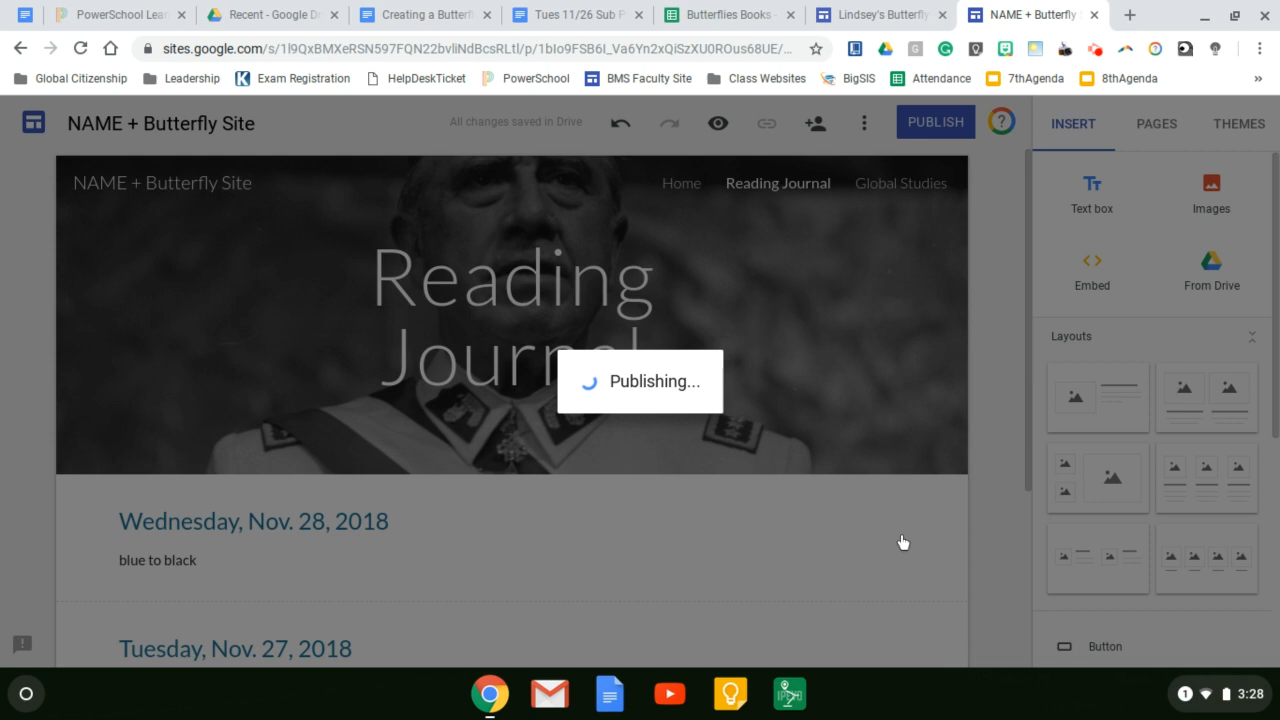 PowerSchool Lea
Recent - Google D
Creating a Butterf
Tues 11/26 Sub P
Butterflies Books -
Lindsey's Butterfly
NAME + Butterfly
sites.google.com/s/1l9QxBMXeRSN597FQN22bvliNdBcsRLtl/p/1bIo9FSB6I_Va6Yn2xQiSzXU0ROus68UE/...
Global Citizenship
Leadership
Exam Registration
HelpDeskTicket
PowerSchool
BMS Faculty Site
Class Websites
BigSIS
Attendance
7thAgenda
8thAgenda
»
NAME + Butterfly Site
All changes saved in Drive
PUBLISH
INSERT
PAGES
THEMES
NAME + Butterfly Site
Home
Reading Journal
Global Studies
Text box
Images
Embed
From Drive
Reading
Journal
Publishing...
Layouts
Wednesday, Nov. 28, 2018
blue to black
Tuesday, Nov. 27, 2018
Button
1
3:28